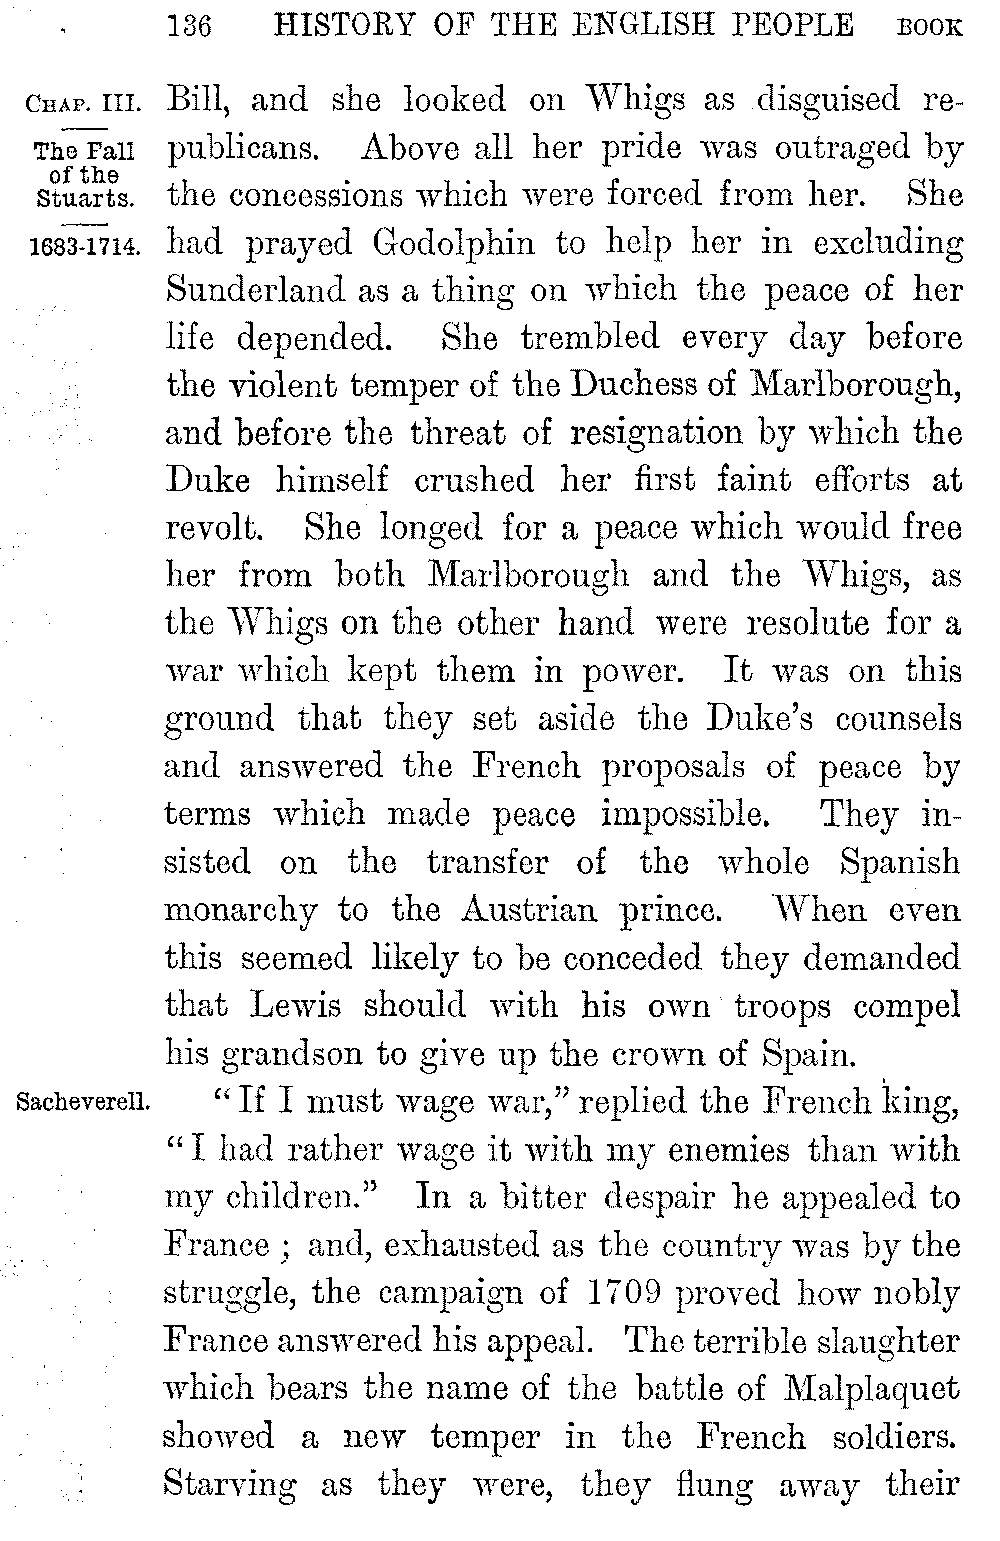 136 HISTORY OF THE ENGLISH PEOPLE BOOK
CHAP. III.
The Fall
of the
Stuarts.
1683-1714.
Bill, and she looked on Whigs as disguised re-
publicans. Above all her pride was outraged by
the concessions which were forced from her. She
had prayed Godolphin to help her in excluding
Sunderland as a thing on which the peace of her
life depended. She trembled every day before
the violent temper of the Duchess of Marlborough,
and before the threat of resignation by which the
Duke himself crushed her first faint efforts at
revolt. She longed for a peace which would free
her from both Marlborough and the Whigs, as
the Whigs on the other hand were resolute for a
war which kept them in power. It was on this
ground that they set aside the Duke's counsels
and answered the French proposals of peace by
terms which made peace impossible. They in-
sisted on the transfer of the whole Spanish
monarchy to the Austrian prince. When even
this seemed likely to be conceded they demanded
that Lewis should with his own troops compel
his grandson to give up the crown of Spain.
Sacheverell.
"If I must wage war," replied the French king,
"I had rather wage it with my enemies than with
my children." In a bitter despair he appealed to
France ; and, exhausted as the country was by the
struggle, the campaign of 1709 proved how nobly
France answered his appeal. The terrible slaughter
which bears the name of the battle of Malplaquet
showed a new temper in the French soldiers.
Starving as they were, they flung away their